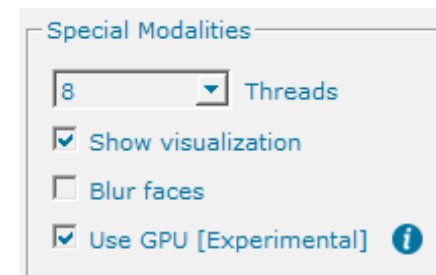 Special Modalities
8 Threads
Show visualization
Blur faces
Use GPU [Experimental] i